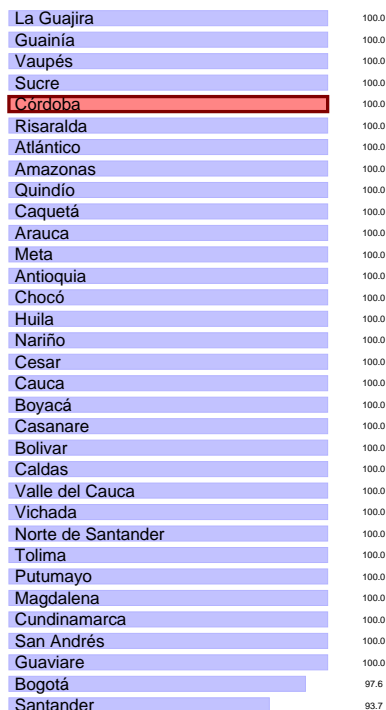 La Guajira 100.0
Guainía 100.0
Vaupés 100.0
Sucre 100.0
Córdoba 100.0
Risaralda 100.0
Atlántico 100.0
Amazonas 100.0
Quindío 100.0
Caquetá 100.0
Arauca 100.0
Meta 100.0
Antioquia 100.0
Chocó 100.0
Huila 100.0
Nariño 100.0
Cesar 100.0
Cauca 100.0
Boyacá 100.0
Casanare 100.0
Bolivar 100.0
Caldas 100.0
Valle del Cauca 100.0
Vichada 100.0
Norte de Santander 100.0
Tolima 100.0
Putumayo 100.0
Magdalena 100.0
Cundinamarca 100.0
San Andrés 100.0
Guaviare 100.0
Bogotá 97.6
Santander 93.7